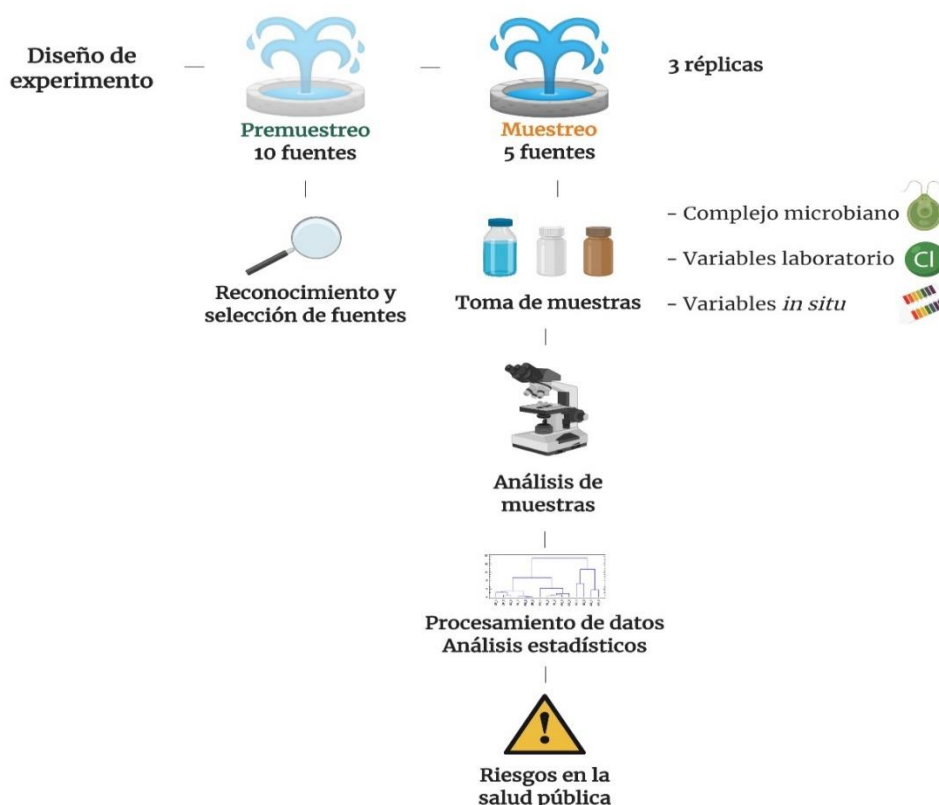 Diseño de
experimento
Premuestreo
10 fuentes
Muestreo
5 fuentes
3 réplicas
Reconocimiento y
selección de fuentes
Toma de muestras
- Complejo microbiano
- Variables laboratorio
Cl
- Variables in situ
Análisis de
muestras
Procesamiento de datos
Análisis estadísticos
Riesgos en la
salud pública